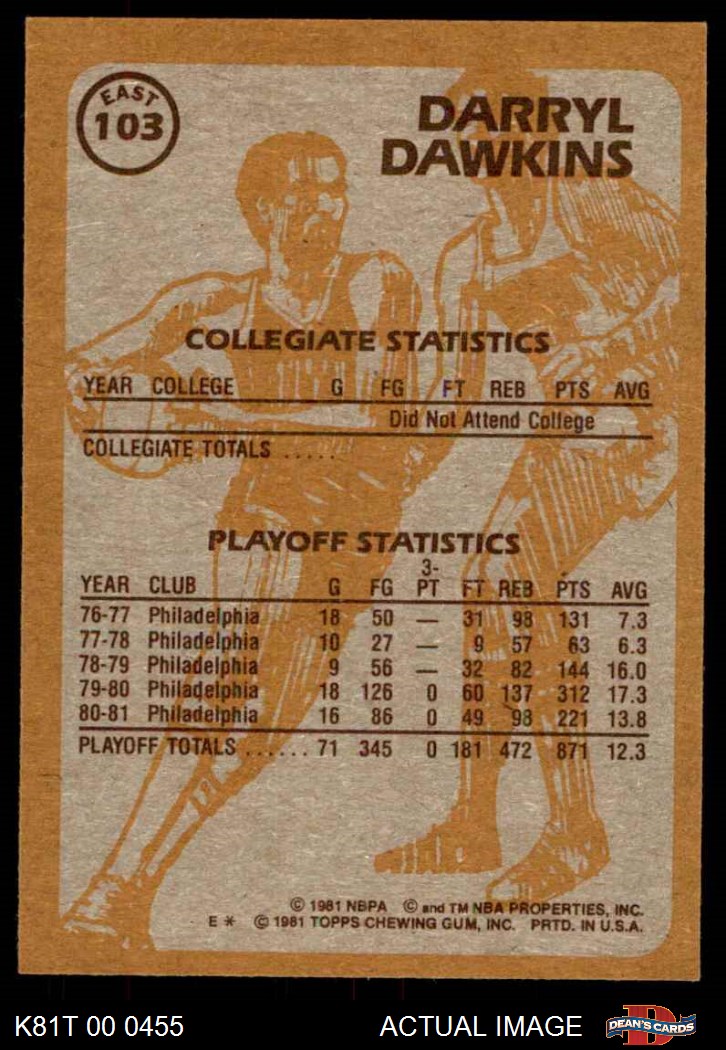 EAST
103
DARRYL
DAWKINS
COLLEGIATE STATISTICS
YEAR COLLEGE G FG FT REB PTS AVG
Did Not Attend College
COLLEGIATE TOTALS .....
PLAYOFF STATISTICS
YEAR CLUB G FG 3-PT FT REB PTS AVG
76-77 Philadelphia 18 50 — 31 98 131 7.3
77-78 Philadelphia 10 27 — 9 57 63 6.3
78-79 Philadelphia 9 56 — 32 82 144 16.0
79-80 Philadelphia 18 126 0 60 137 312 17.3
80-81 Philadelphia 16 86 0 49 98 221 13.8
PLAYOFF TOTALS ...... 71 345 0 181 472 871 12.3
© 1981 NBPA © and TM NBA PROPERTIES, INC.
E * © 1981 TOPPS CHEWING GUM, INC. PRTD. IN U.S.A.
K81T 00 0455 ACTUAL IMAGE D DEAN'S CARDS